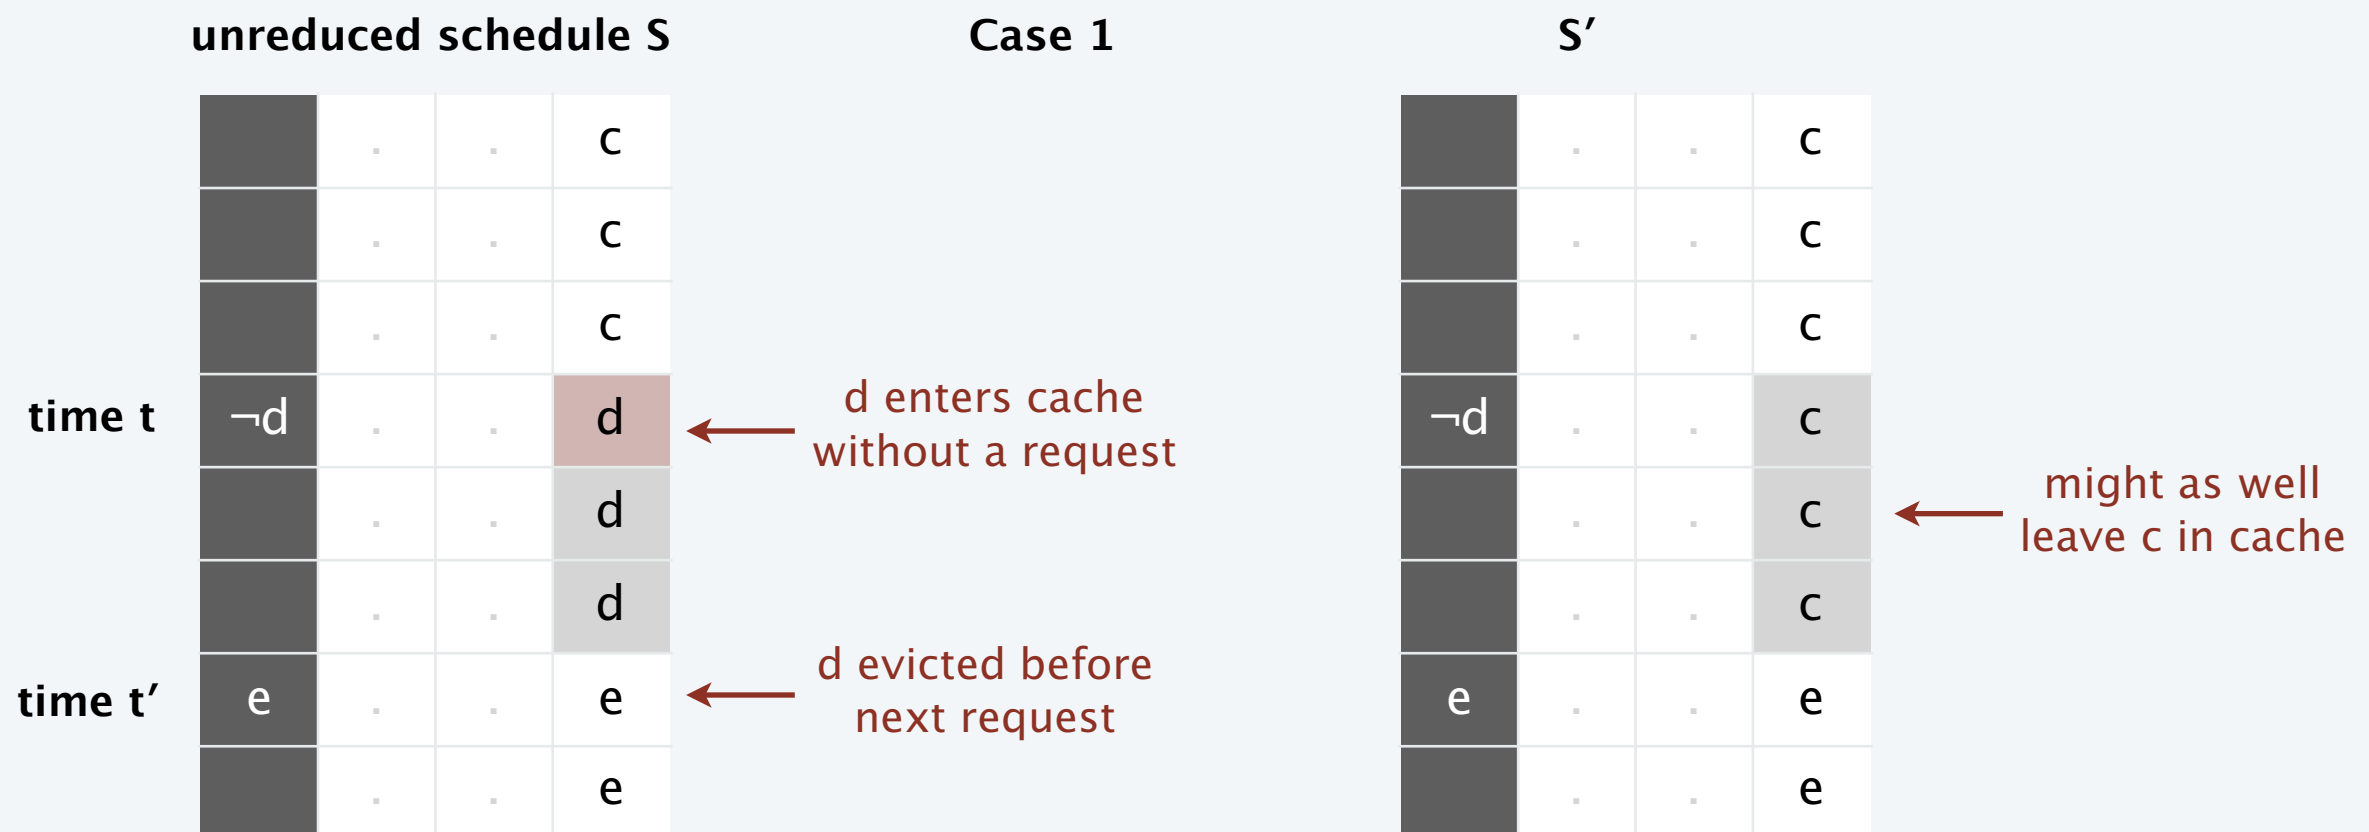 unreduced schedule S Case 1 S′
. . c . . c
. . c . . c
. . c . . c
d enters cache
without a request
time t ¬d . . d ¬d . . c
might as well
leave c in cache
. . d . . c
. . d . . c
d evicted before
next request
time t′ e . . e e . . e
. . e . . e